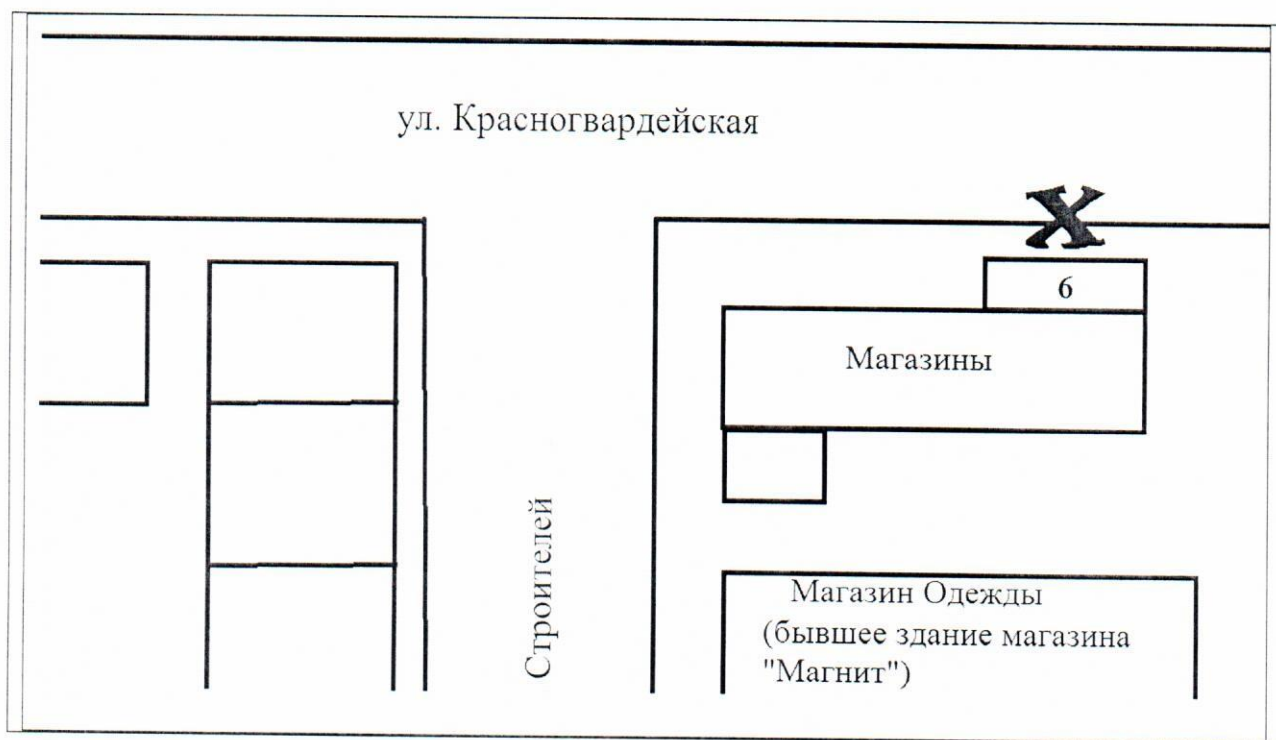 ул. Красногвардейская
X
6
Магазины
Строителей
Магазин Одежды
(бывшее здание магазина
"Магнит")